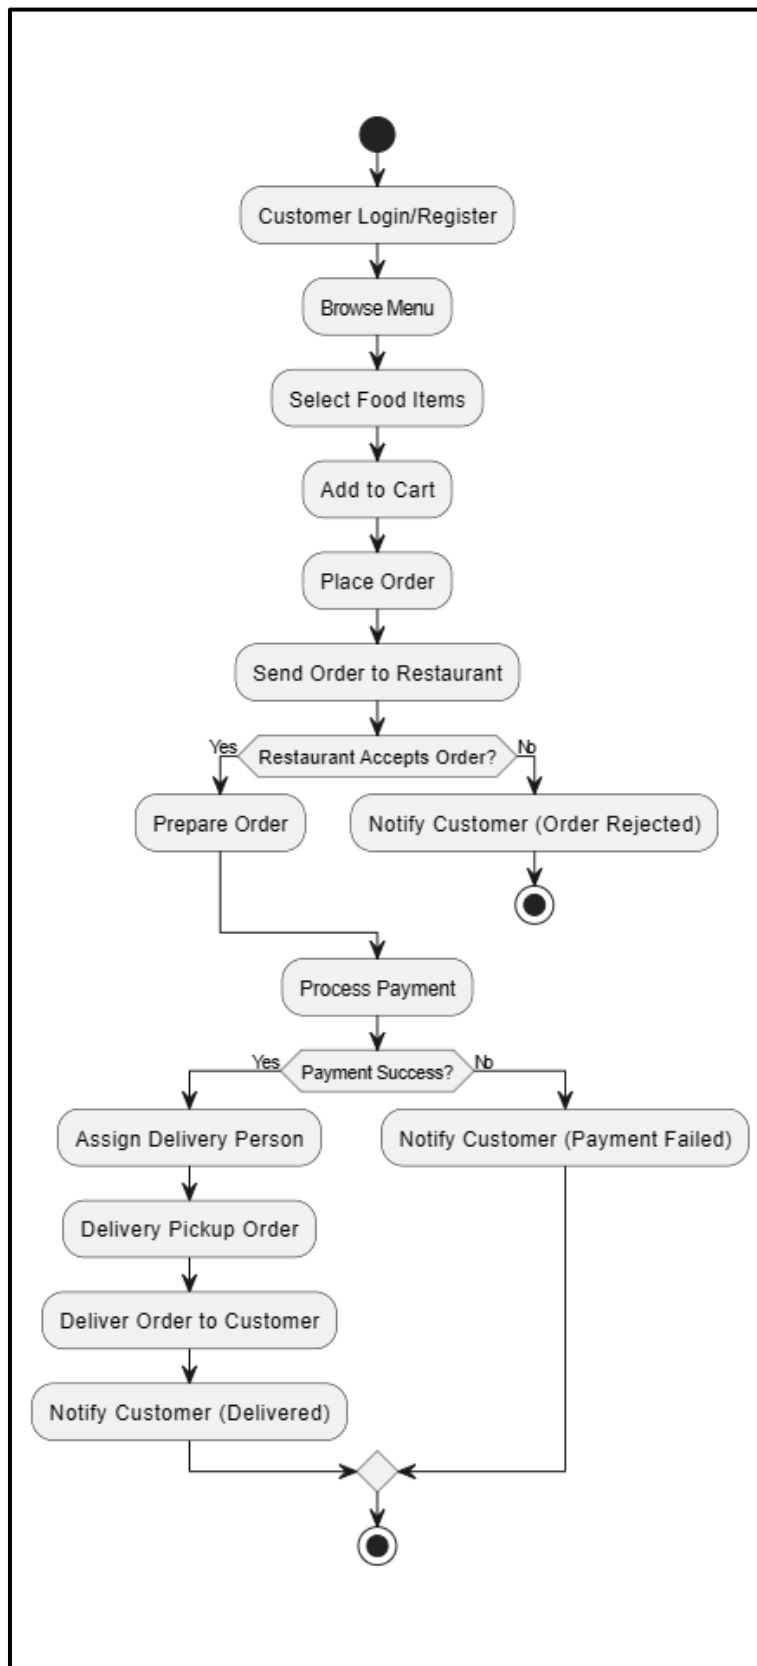 Customer Login/Register
Browse Menu
Select Food Items
Add to Cart
Place Order
Send Order to Restaurant
Yes
Restaurant Accepts Order?
No
Prepare Order
Notify Customer (Order Rejected)
Process Payment
Yes
Payment Success?
No
Assign Delivery Person
Notify Customer (Payment Failed)
Delivery Pickup Order
Deliver Order to Customer
Notify Customer (Delivered)